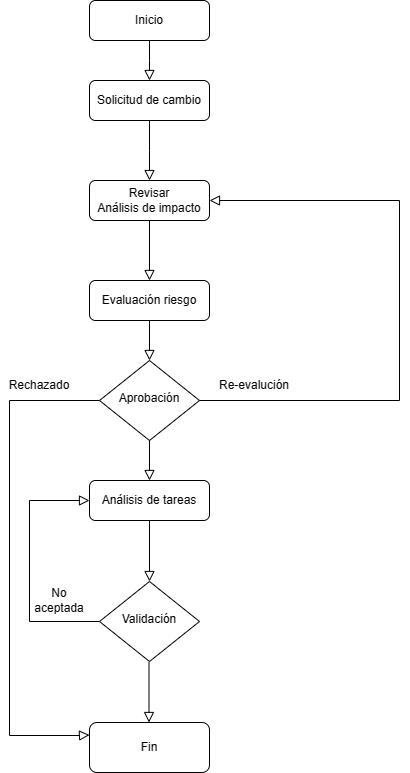 Inicio
Solicitud de cambio
Revisar
Análisis de impacto
Evaluación riesgo
Rechazado
Aprobación
Re-evalución
Análisis de tareas
No
aceptada
Validación
Fin